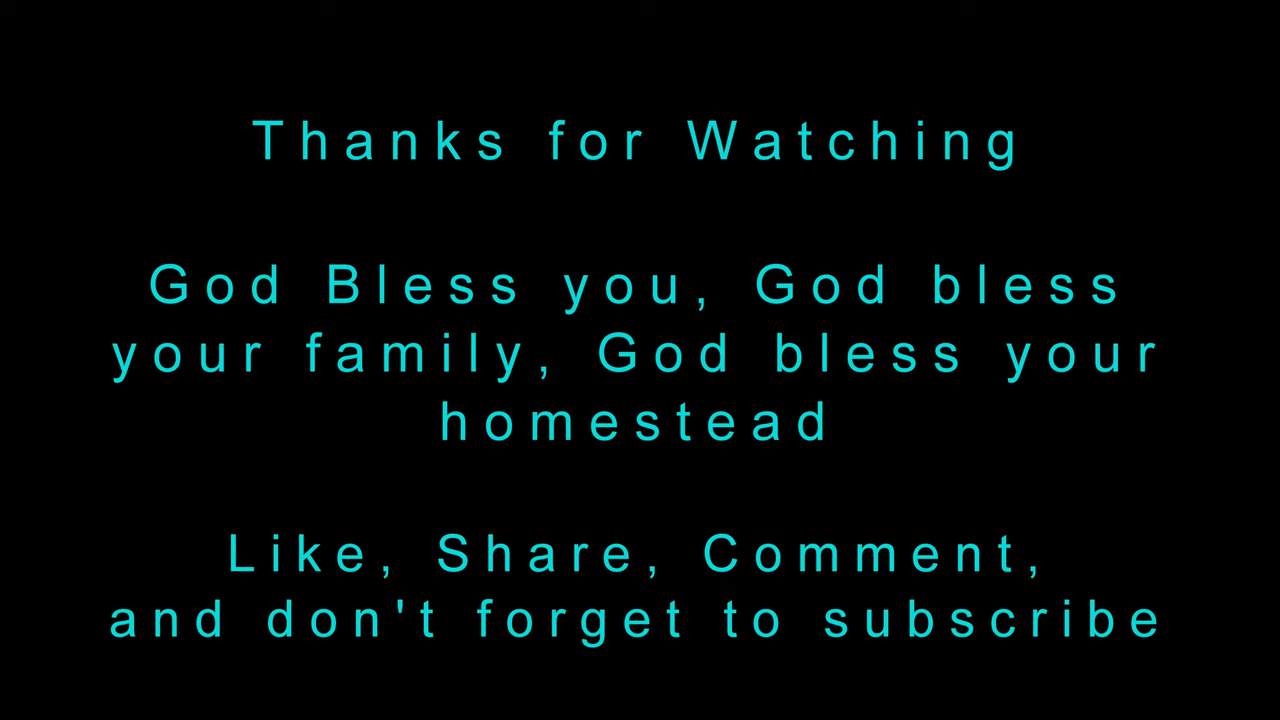 Thanks for Watching
God Bless you, God bless
your family, God bless your
homestead
Like, Share, Comment,
and don't forget to subscribe